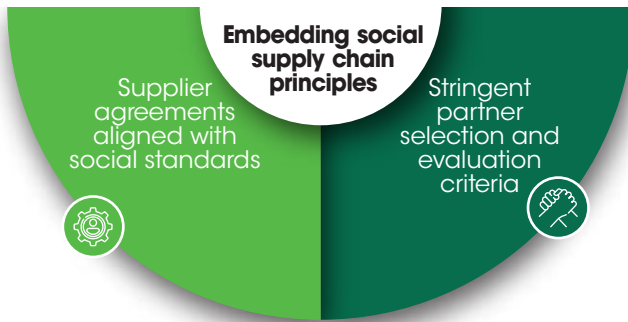 Embedding social
supply chain
principles
Supplier
agreements
aligned with
social standards
Stringent
partner
selection and
evaluation
criteria